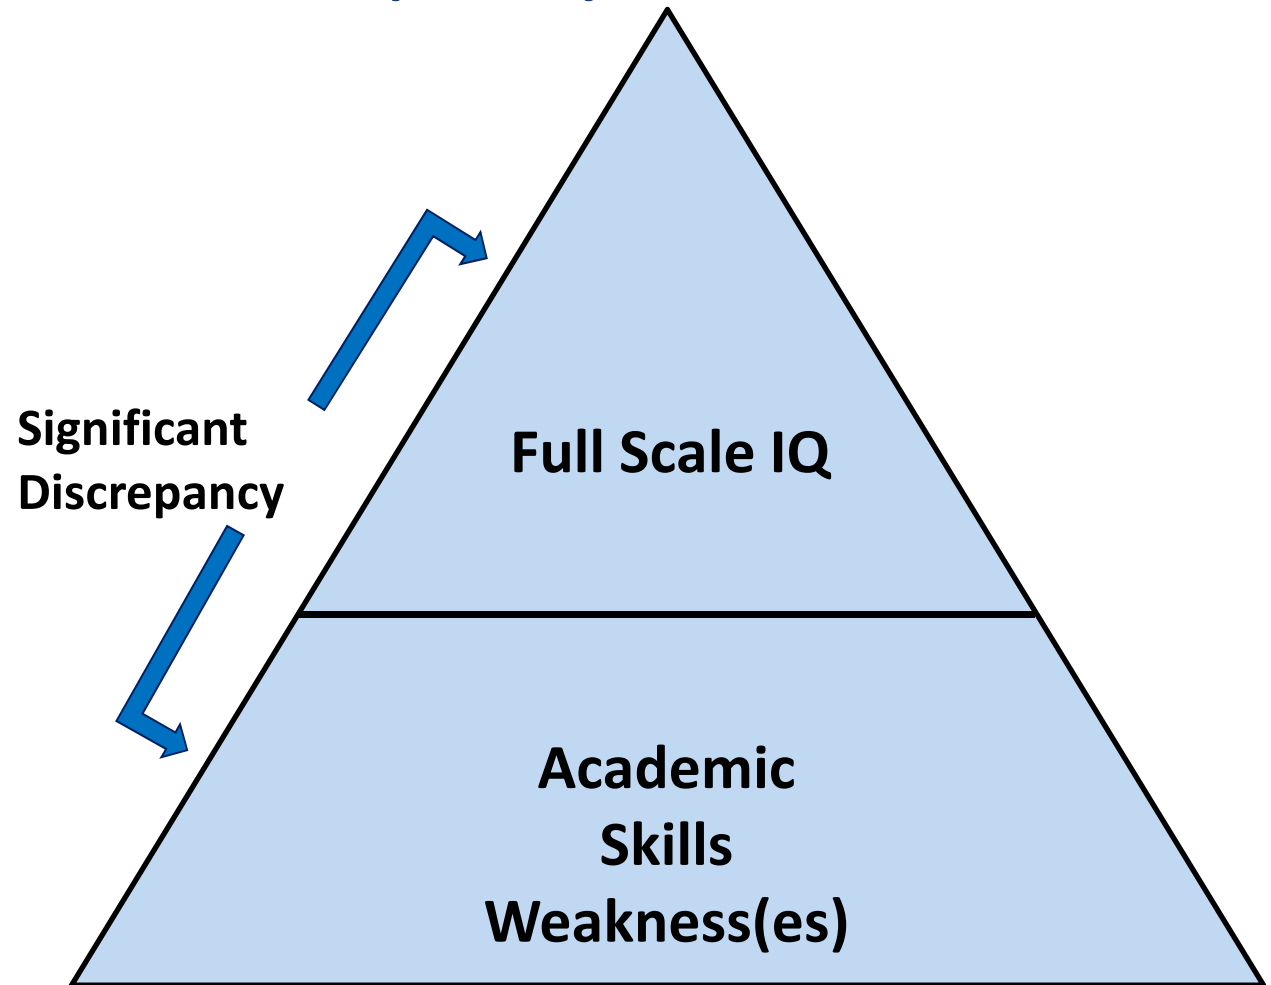 Significant
Discrepancy
Full Scale IQ
Academic
Skills
Weakness(es)